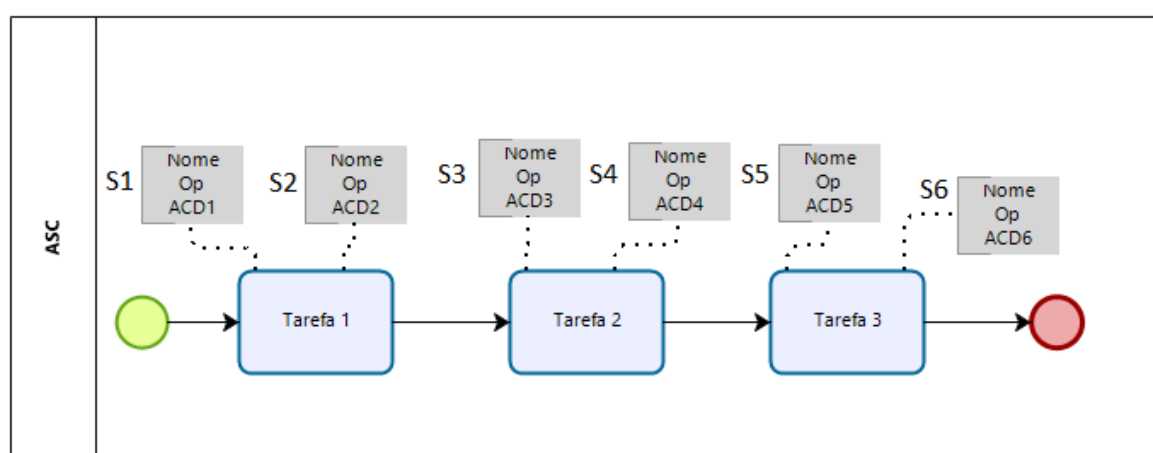 ASC
S1
Nome
Op
ACD1
S2
Nome
Op
ACD2
S3
Nome
Op
ACD3
S4
Nome
Op
ACD4
S5
Nome
Op
ACD5
S6
Nome
Op
ACD6
Tarefa 1
Tarefa 2
Tarefa 3